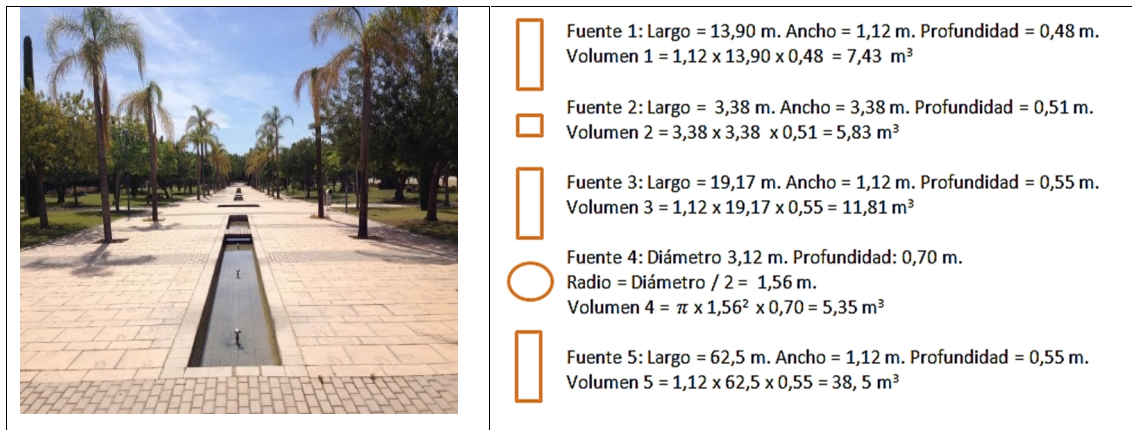 Fuente 1: Largo = 13,90 m. Ancho = 1,12 m. Profundidad = 0,48 m.
Volumen 1 = 1,12 x 13,90 x 0,48 = 7,43 m³
Fuente 2: Largo = 3,38 m. Ancho = 3,38 m. Profundidad = 0,51 m.
Volumen 2 = 3,38 x 3,38 x 0,51 = 5,83 m³
Fuente 3: Largo = 19,17 m. Ancho = 1,12 m. Profundidad = 0,55 m.
Volumen 3 = 1,12 x 19,17 x 0,55 = 11,81 m³
Fuente 4: Diámetro 3,12 m. Profundidad: 0,70 m.
Radio = Diámetro / 2 = 1,56 m.
Volumen 4 = π x 1,56² x 0,70 = 5,35 m³
Fuente 5: Largo = 62,5 m. Ancho = 1,12 m. Profundidad = 0,55 m.
Volumen 5 = 1,12 x 62,5 x 0,55 = 38, 5 m³